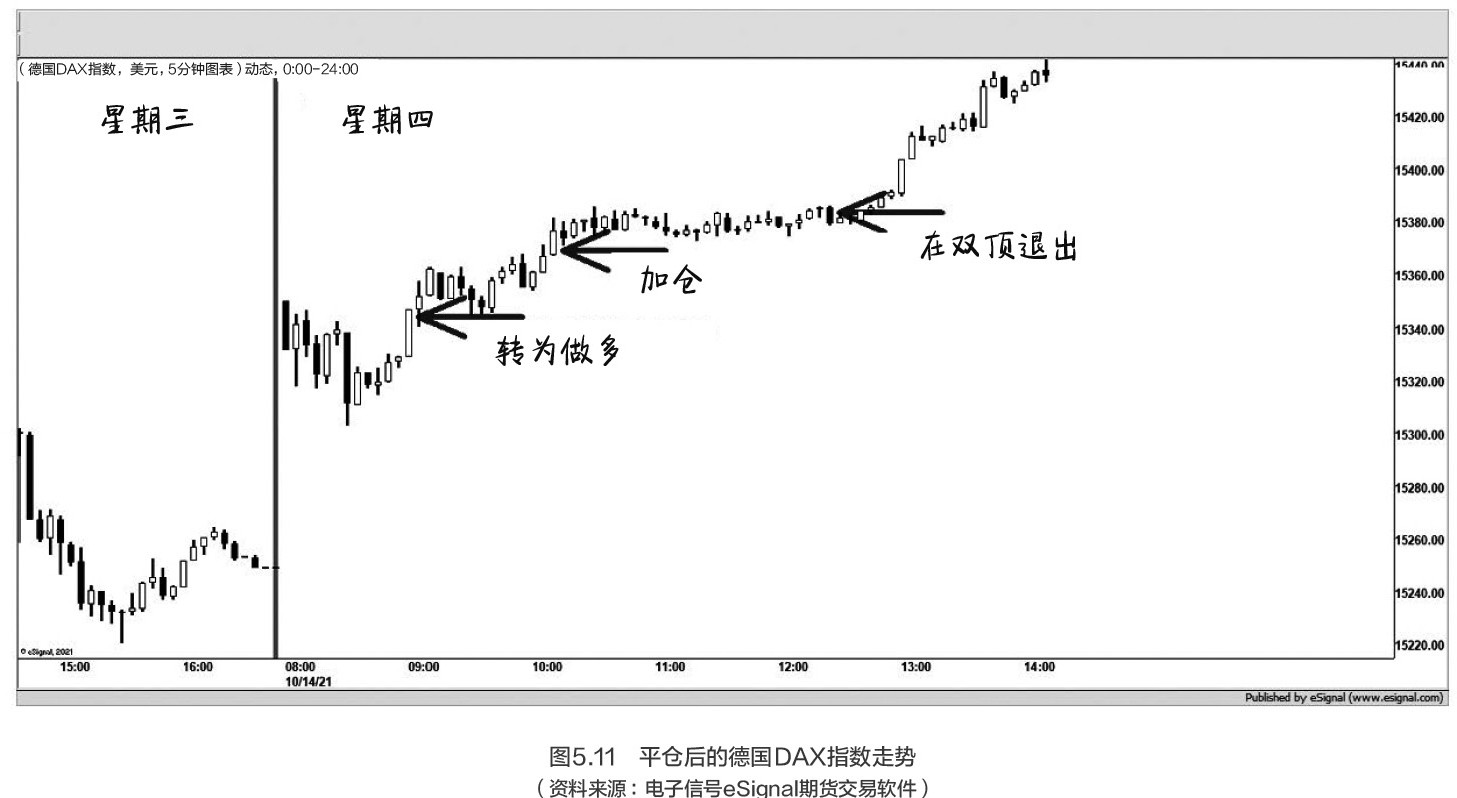 （德国DAX指数，美元，5分钟图表）动态，0:00-24:00
星期三
星期四
15440.00
15420.00
15400.00
15380.00
在双顶退出
加仓
15360.00
15340.00
转为做多
15320.00
15300.00
15280.00
15260.00
15240.00
15220.00
© eSignal, 2021
15:00 16:00 08:00 09:00 10:00 11:00 12:00 13:00 14:00
10/14/21
Published by eSignal (www.esignal.com)
图5.11 平仓后的德国DAX指数走势
（资料来源：电子信号eSignal期货交易软件）